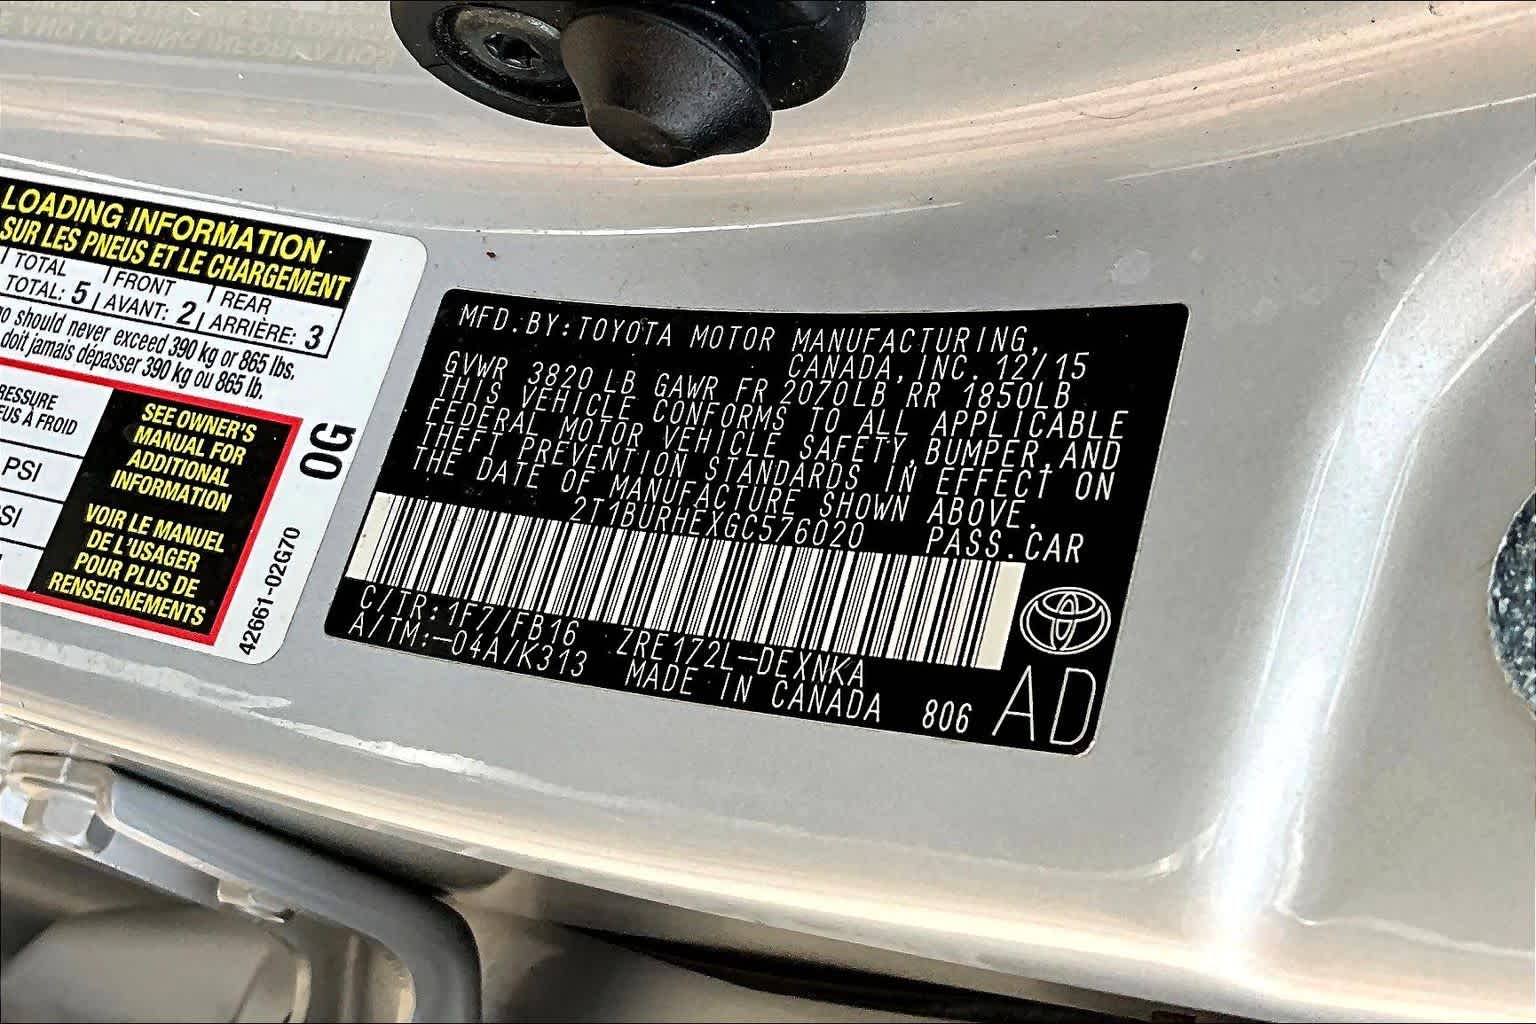 LOADING INFORMATION
SUR LES PNEUS ET LE CHARGEMENT
TOTAL FRONT REAR
TOTAL: 5 AVANT: 2 ARRIÈRE: 3
should never exceed 390 kg or 865 lbs.
doit jamais dépasser 390 kg ou 865 lb.
À FROID
PSI
SEE OWNER'S
MANUAL FOR
ADDITIONAL
INFORMATION
VOIR LE MANUEL
DE L'USAGER
POUR PLUS DE
RENSEIGNEMENTS
0G
42661-02G70
MFD.BY:TOYOTA MOTOR MANUFACTURING,
CANADA,INC. 12/15
GVWR 3820LB GAWR FR 2070LB RR 1850LB
THIS VEHICLE CONFORMS TO ALL APPLICABLE
FEDERAL MOTOR VEHICLE SAFETY,BUMPER,AND
THEFT PREVENTION STANDARDS IN EFFECT ON
THE DATE OF MANUFACTURE SHOWN ABOVE.
2T1BURHEXGC576020 PASS.CAR
C/TR:1F7/FB16 ZRE172L-DEXNKA
A/TM:-04A/K313 MADE IN CANADA 806 AD